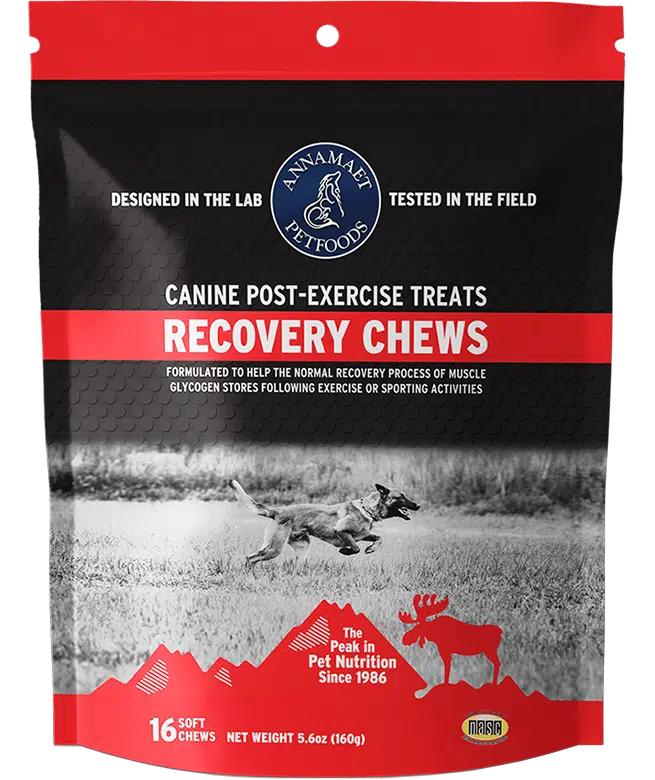 DESIGNED IN THE LAB
ANNAMAET
PETFOODS
TESTED IN THE FIELD
CANINE POST-EXERCISE TREATS
RECOVERY CHEWS
FORMULATED TO HELP THE NORMAL RECOVERY PROCESS OF MUSCLE
GLYCOGEN STORES FOLLOWING EXERCISE OR SPORTING ACTIVITIES
The
Peak in
Pet Nutrition
Since 1986
16 SOFT
CHEWS
NET WEIGHT 5.6oz (160g)
nasc